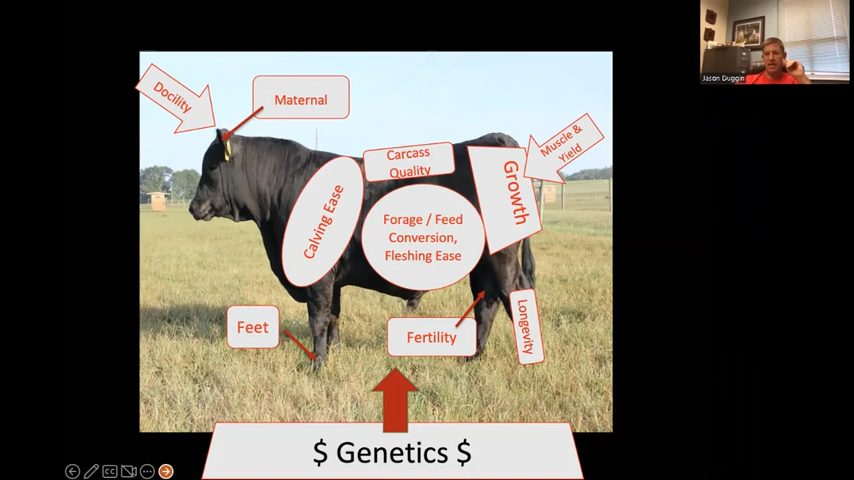 Jason Duggin
Docility
Maternal
Muscle &
Yield
Carcass
Quality
Growth
Calving Ease
Forage / Feed
Conversion,
Fleshing Ease
Feet
Fertility
Longevity
$ Genetics $
CC